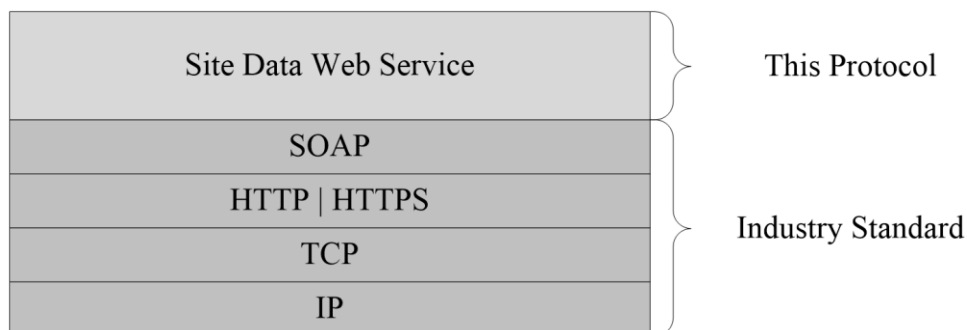 Site Data Web Service
This Protocol
SOAP
HTTP | HTTPS
TCP
IP
Industry Standard